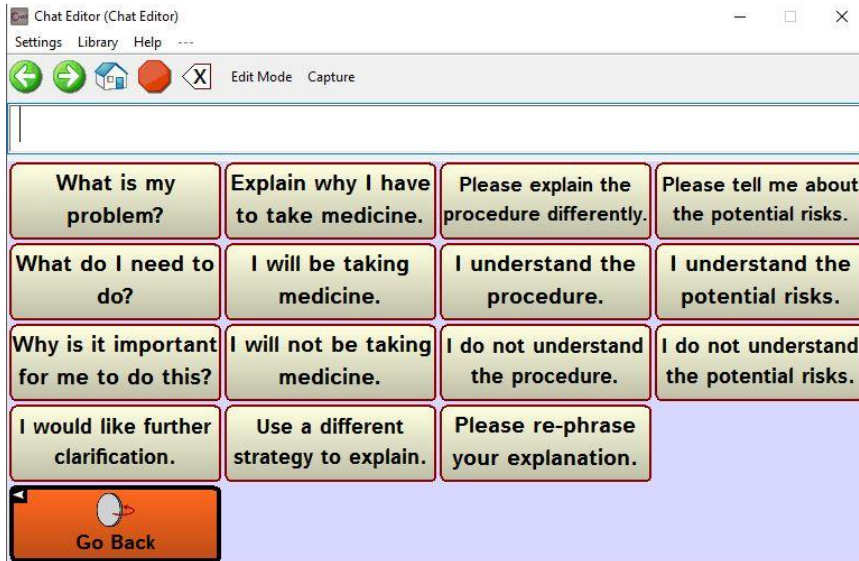 Chat Editor (Chat Editor)
Settings Library Help ---
X Edit Mode Capture
What is my
problem?
Explain why I have
to take medicine.
Please explain the
procedure differently.
Please tell me about
the potential risks.
What do I need to
do?
I will be taking
medicine.
I understand the
procedure.
I understand the
potential risks.
Why is it important
for me to do this?
I will not be taking
medicine.
I do not understand
the procedure.
I do not understand
the potential risks.
I would like further
clarification.
Use a different
strategy to explain.
Please re-phrase
your explanation.
Go Back